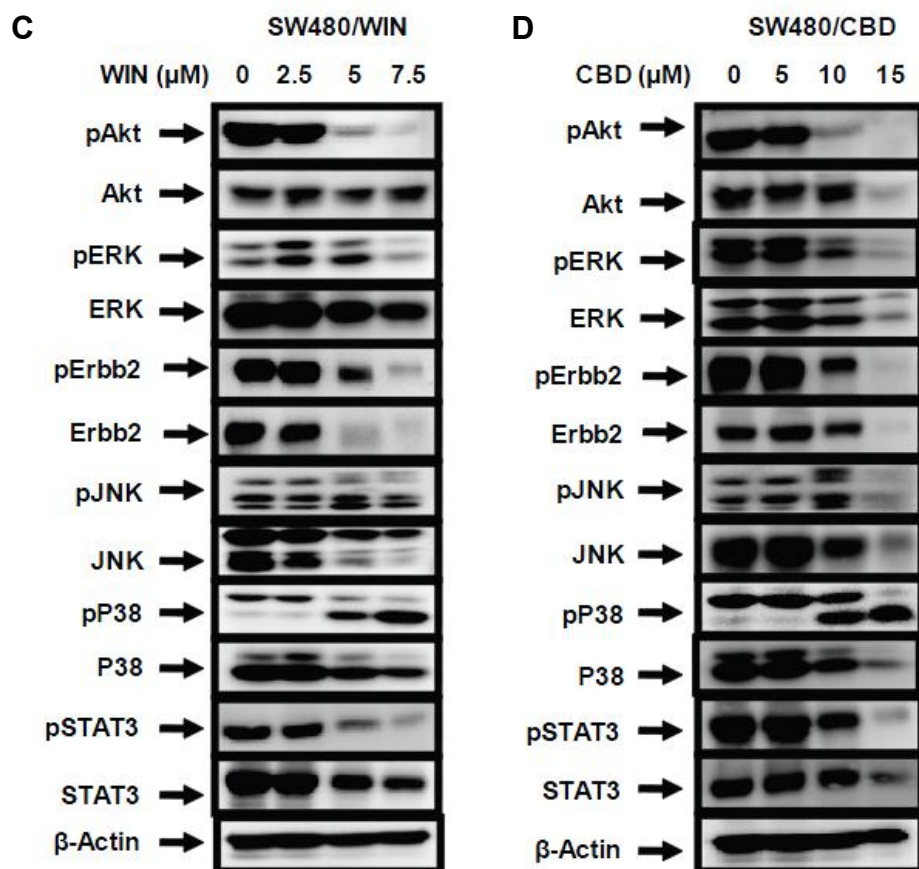 C
SW480/WIN
WIN (µM) 0 2.5 5 7.5
pAkt
Akt
pERK
ERK
pErbb2
Erbb2
pJNK
JNK
pP38
P38
pSTAT3
STAT3
β-Actin
D
SW480/CBD
CBD (µM) 0 5 10 15
pAkt
Akt
pERK
ERK
pErbb2
Erbb2
pJNK
JNK
pP38
P38
pSTAT3
STAT3
β-Actin